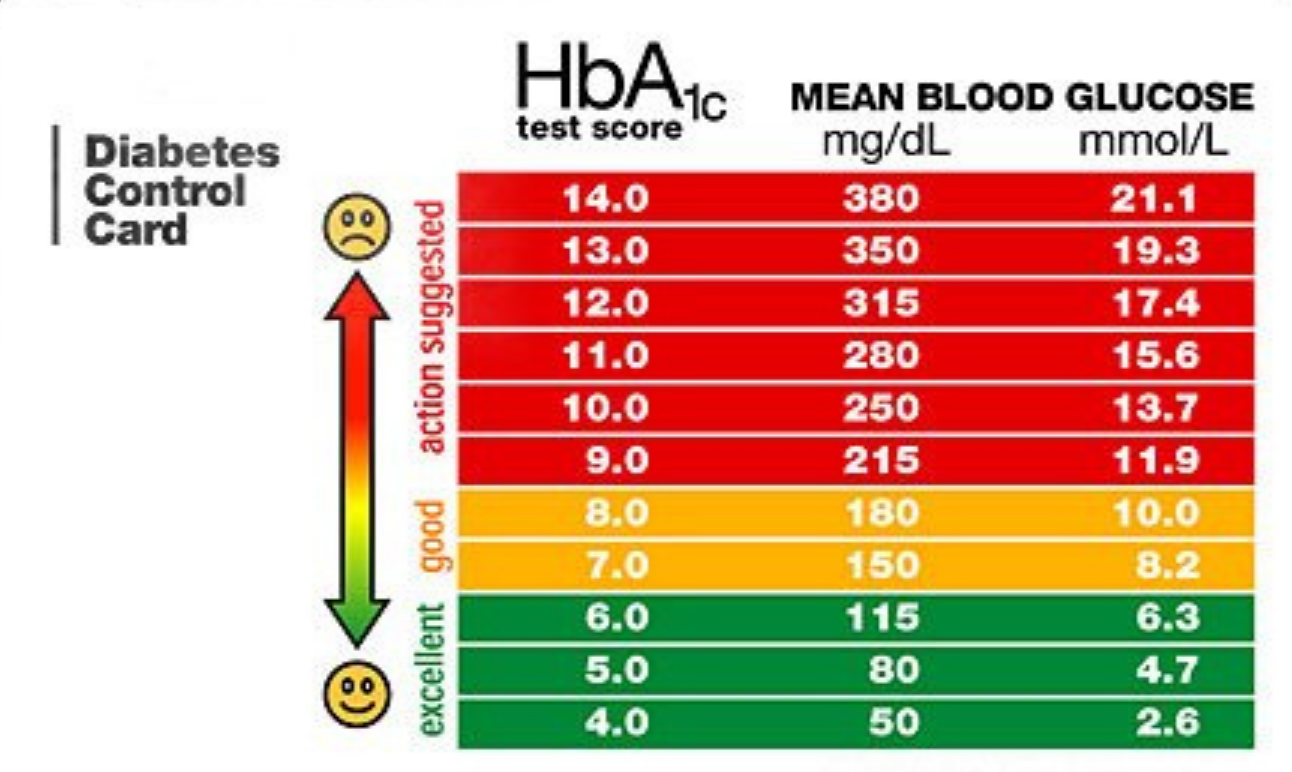 Diabetes
Control
Card
HbA1c
test score
MEAN BLOOD GLUCOSE
mg/dL mmol/L
action suggested
14.0 380 21.1
13.0 350 19.3
12.0 315 17.4
11.0 280 15.6
10.0 250 13.7
9.0 215 11.9
good
8.0 180 10.0
7.0 150 8.2
excellent
6.0 115 6.3
5.0 80 4.7
4.0 50 2.6